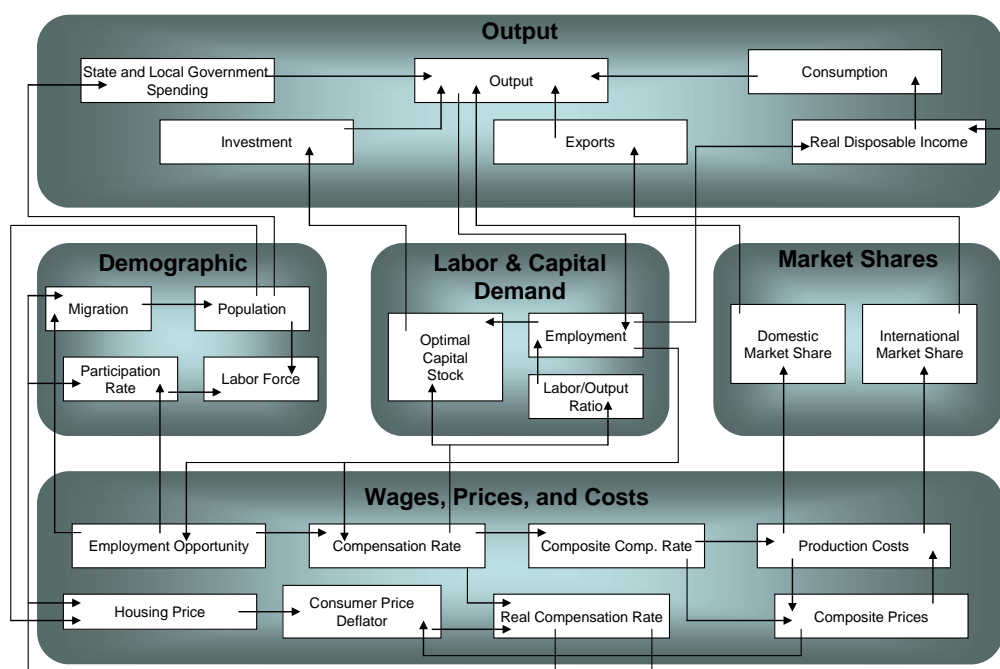 Output
State and Local Government
Spending
Output
Consumption
Investment
Exports
Real Disposable Income
Demographic
Migration
Population
Participation
Rate
Labor Force
Labor & Capital
Demand
Optimal
Capital
Stock
Employment
Labor/Output
Ratio
Market Shares
Domestic
Market Share
International
Market Share
Wages, Prices, and Costs
Employment Opportunity
Compensation Rate
Composite Comp. Rate
Production Costs
Housing Price
Consumer Price
Deflator
Real Compensation Rate
Composite Prices